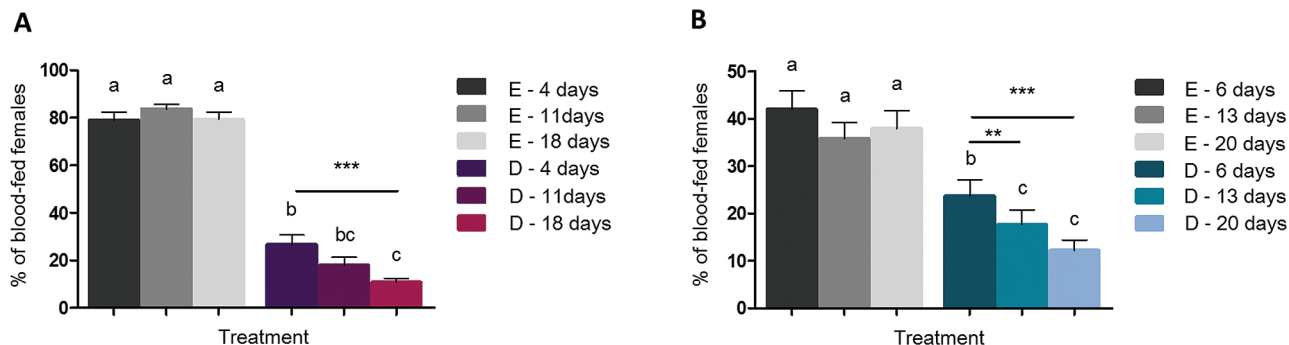 A
% of blood-fed females
100
80
60
40
20
0
a
a
a
b
bc
c
***
Treatment
E - 4 days
E - 11days
E - 18 days
D - 4 days
D - 11days
D - 18 days
B
% of blood-fed females
50
40
30
20
10
0
a
a
a
b
c
c
***
**
Treatment
E - 6 days
E - 13 days
E - 20 days
D - 6 days
D - 13 days
D - 20 days